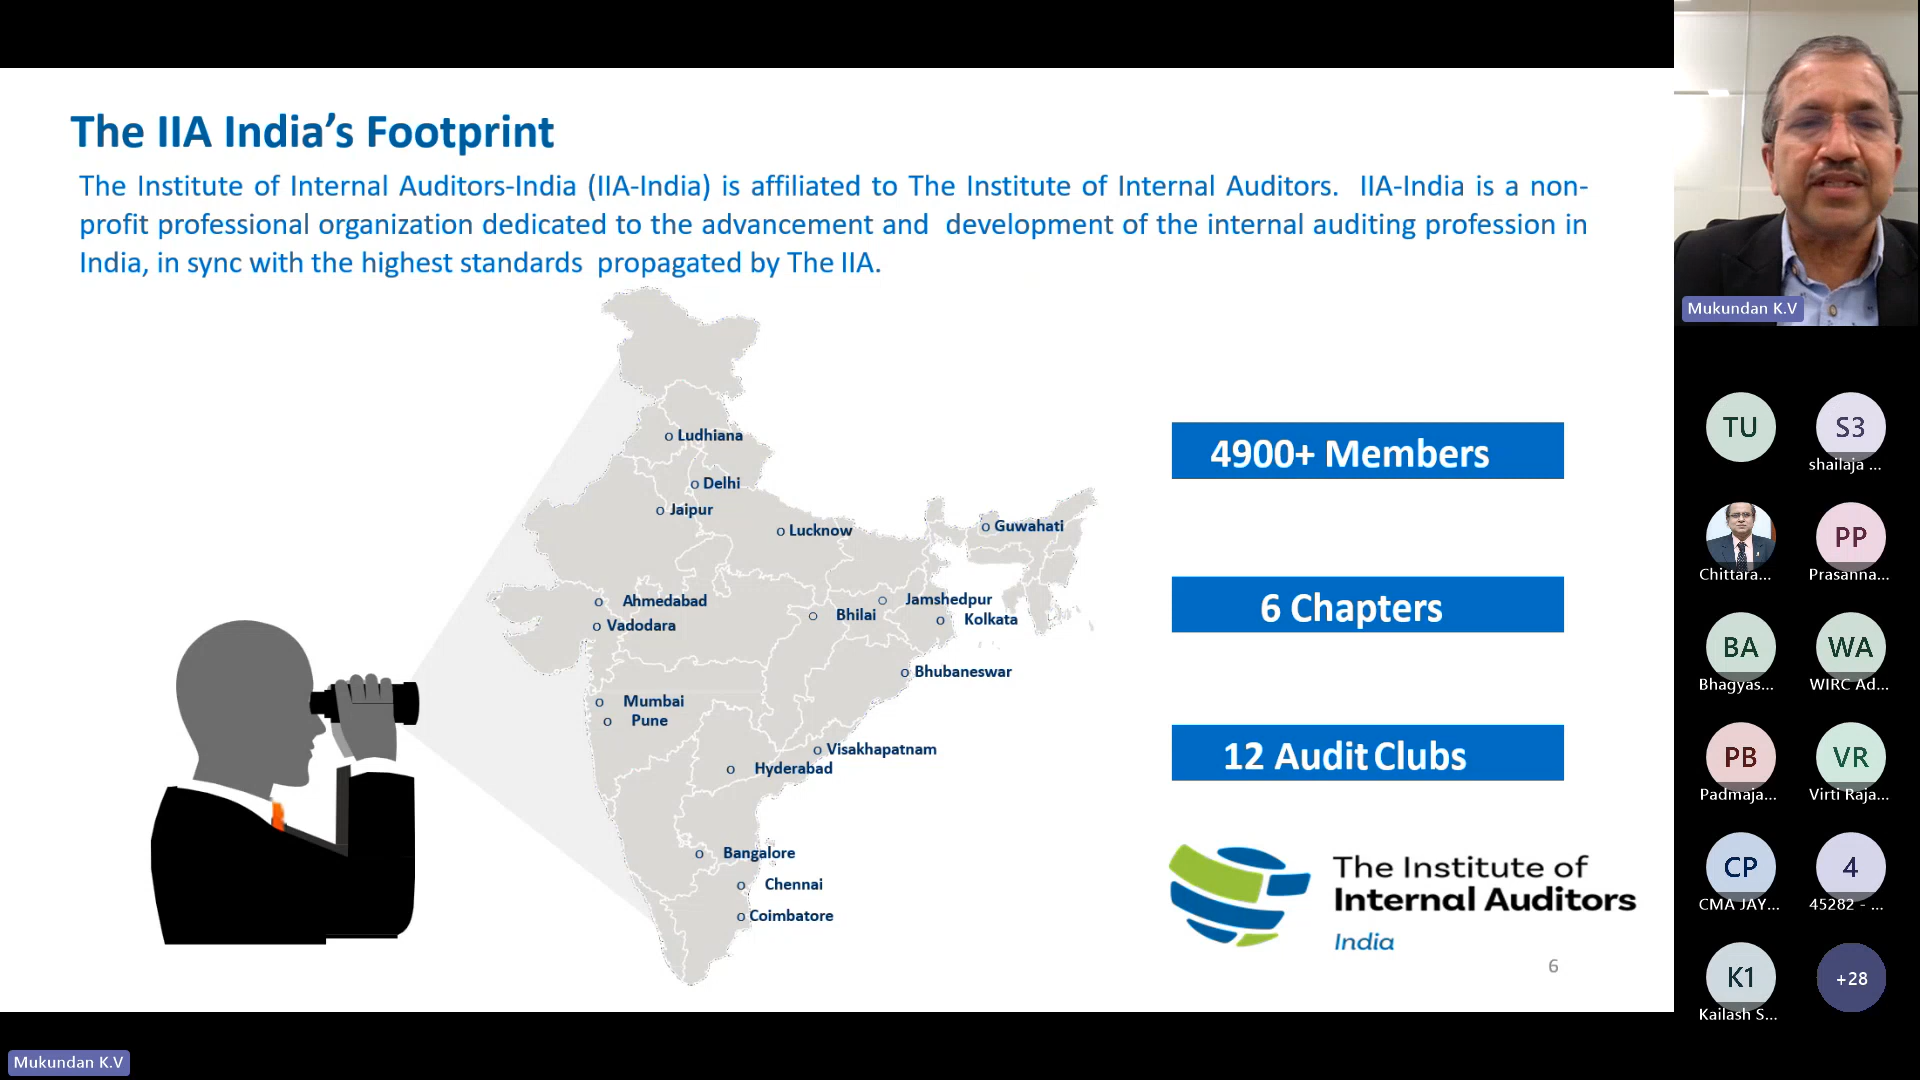 The IIA India’s Footprint
The Institute of Internal Auditors-India (IIA-India) is affiliated to The Institute of Internal Auditors. IIA-India is a non-
profit professional organization dedicated to the advancement and development of the internal auditing profession in
India, in sync with the highest standards propagated by The IIA.
Ludhiana
Delhi
Jaipur
Lucknow
Guwahati
Ahmedabad
Vadodara
Bhilai
Jamshedpur
Kolkata
Bhubaneswar
Mumbai
Pune
Visakhapatnam
Hyderabad
Bangalore
Chennai
Coimbatore
4900+ Members
6 Chapters
12 Audit Clubs
The Institute of
Internal Auditors
India
6
Mukundan K.V
TU
S3
shailaja ...
Chittara...
PP
Prasanna...
BA
Bhagyas...
WA
WIRC Ad...
PB
Padmaja...
VR
Virti Raja...
CP
CMA JAY...
4
45282 - ...
K1
Kailash S...
+28
Mukundan K.V